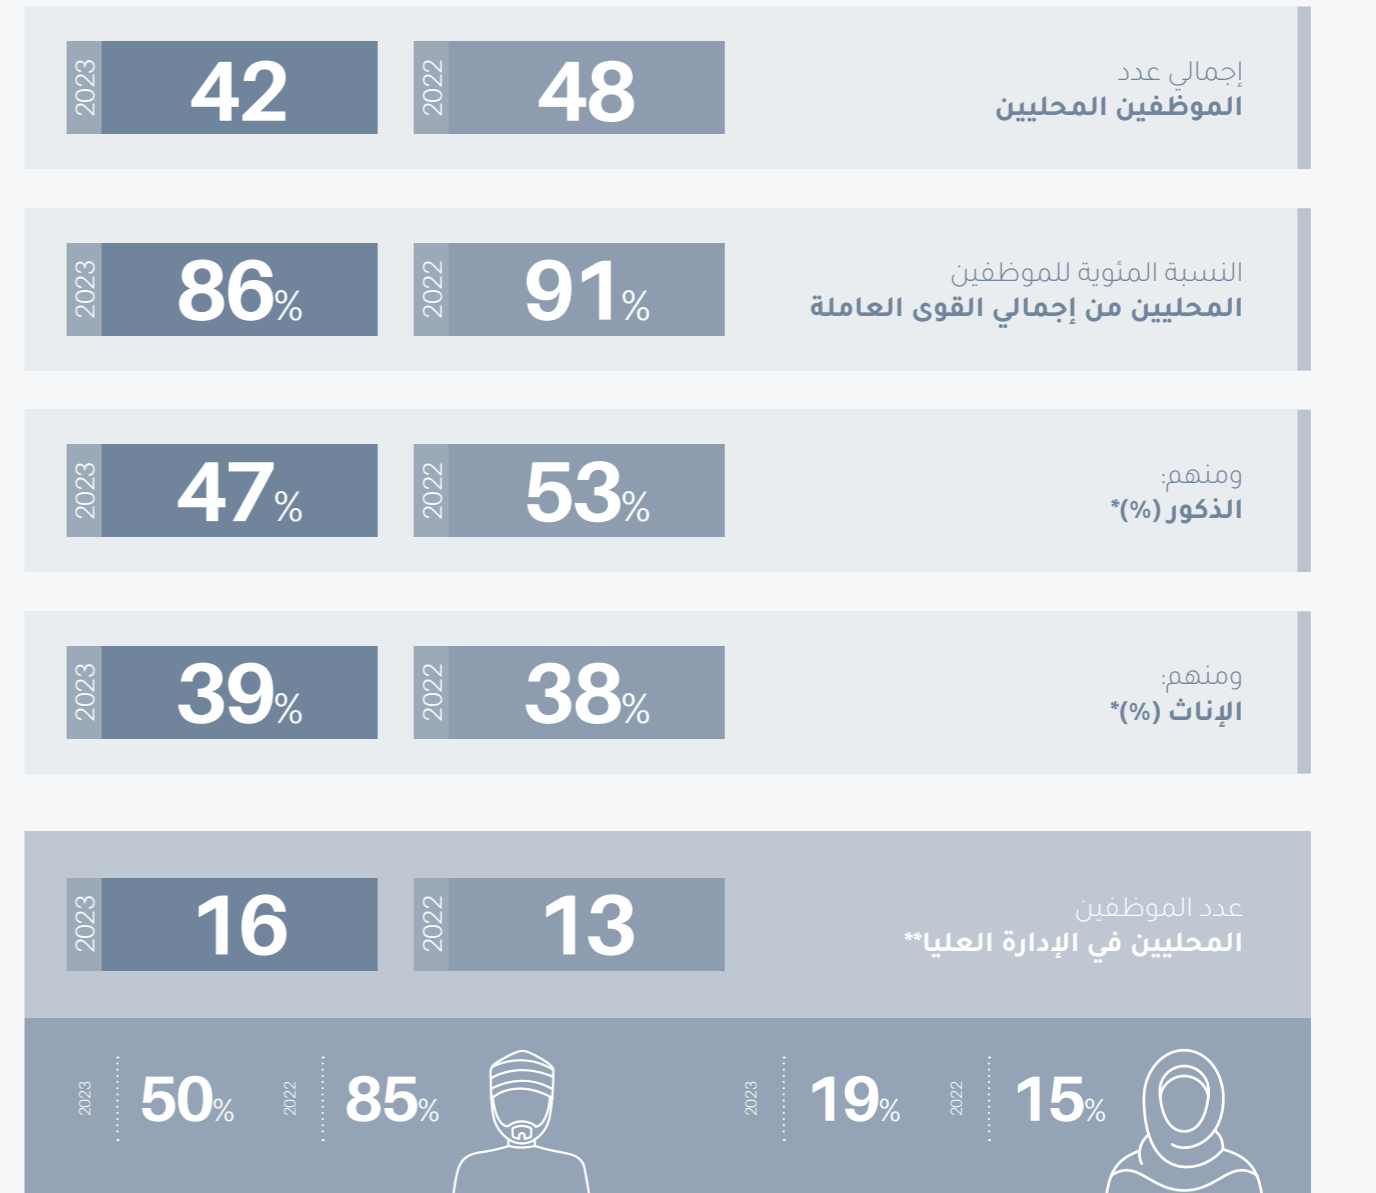 إجمالي عدد
الموظفين المحليين
48 2022
42 2023
النسبة المئوية للموظفين
المحليين من إجمالي القوى العاملة
91% 2022
86% 2023
ومنهم:
الذكور (%)*
53% 2022
47% 2023
ومنهم:
الإناث (%)*
38% 2022
39% 2023
عدد الموظفين
المحليين في الإدارة العليا**
13 2022
16 2023
15% 2022
19% 2023
85% 2022
50% 2023